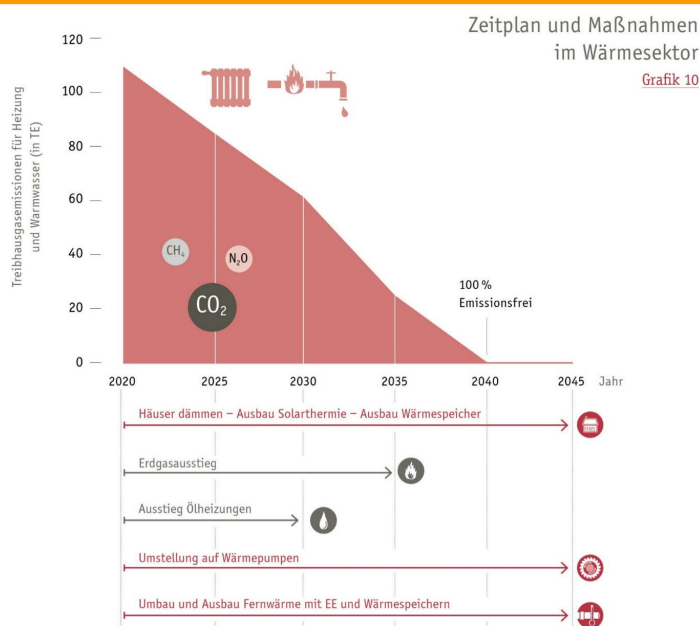 Zeitplan und Maßnahmen
im Wärmesektor
Grafik 10
Treibhausgasemissionen für Heizung
und Warmwasser (in TE)
120
100
80
60
40
20
0
CH₄
N₂O
CO₂
100 %
Emissionsfrei
2020 2025 2030 2035 2040 2045 Jahr
Häuser dämmen – Ausbau Solarthermie – Ausbau Wärmespeicher
Erdgasausstieg
Ausstieg Ölheizungen
Umstellung auf Wärmepumpen
Umbau und Ausbau Fernwärme mit EE und Wärmespeichern